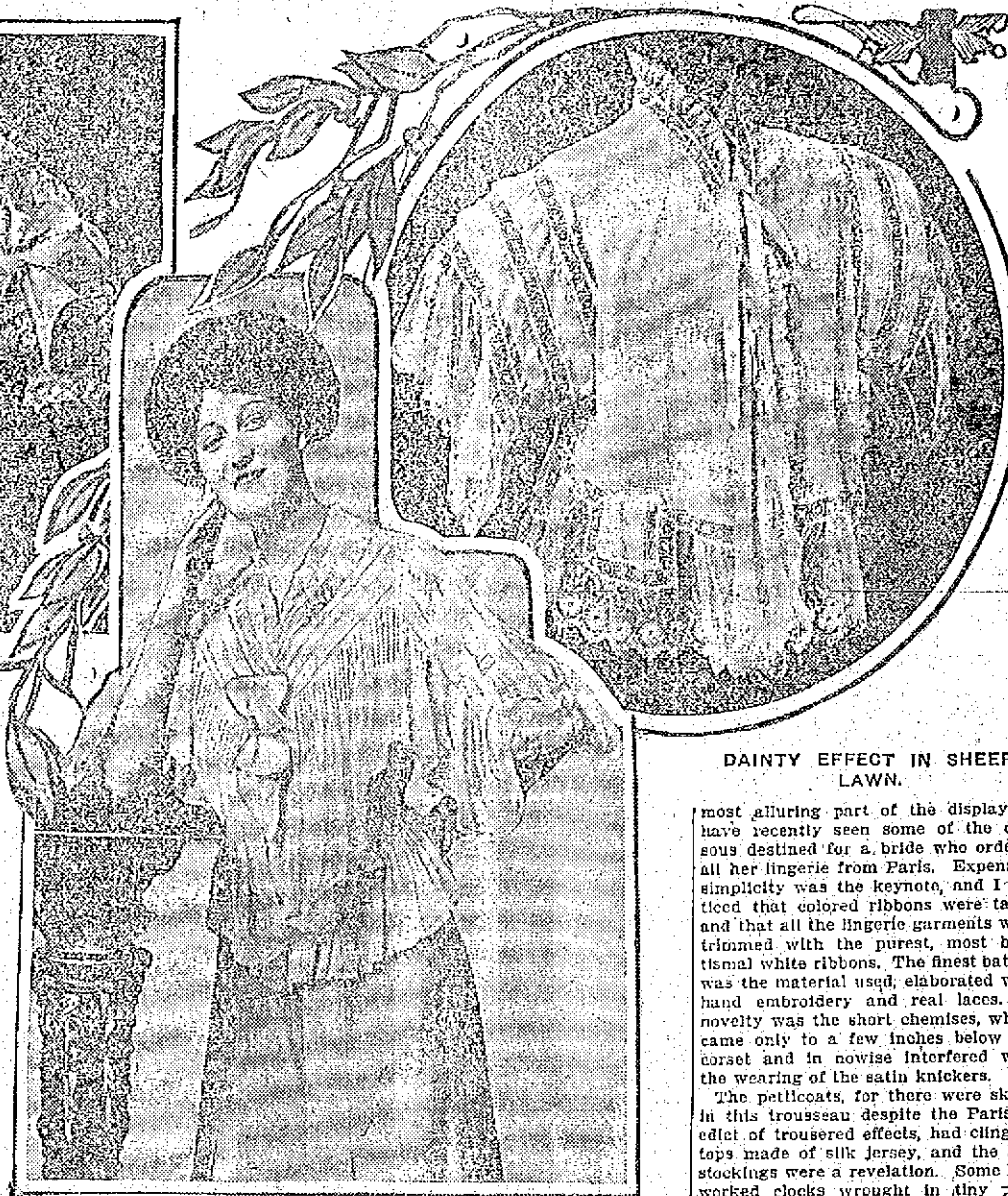 DAINTY EFFECT IN SHEER
LAWN.
most alluring part of the display
have recently seen some of the
sous destined for a bride who orde
all her lingerie from Paris. Expen
simplicity was the keynote, and I
ticed that colored ribbons were ta
and that all the lingerie garments w
trimmed with the purest, most b
tismal white ribbons. The finest bat
was the material used, elaborated w
hand embroidery and real laces.
novelty was the short chemises, wh
came only to a few inches below
corset and in nowise interfered w
the wearing of the satin knickers.
The petticoats, for there were sk
in this trousseau despite the Paris
edict of trousered effects, had cling
tops made of silk jersey, and the
stockings were a revelation. Some
worked clocks wrought in tiny